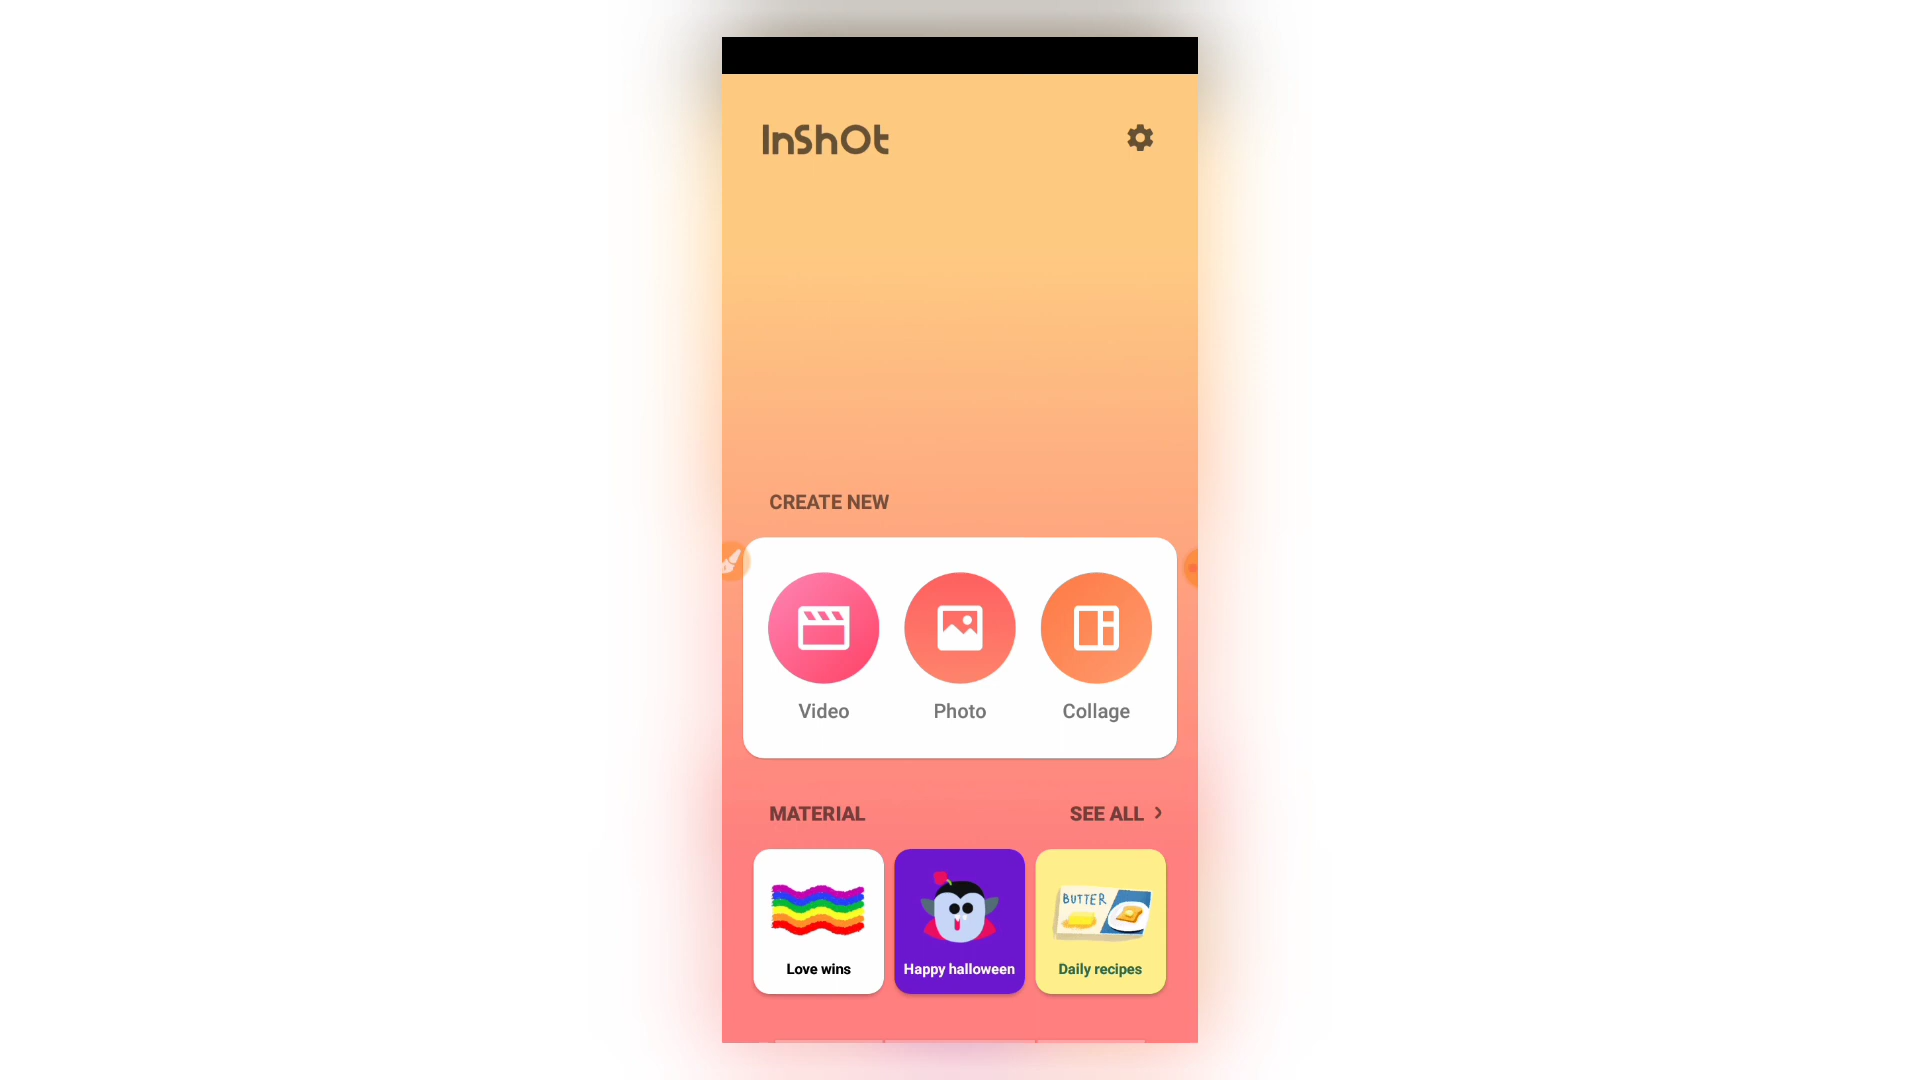 InShOt
CREATE NEW
Video
Photo
Collage
MATERIAL
SEE ALL
BUTTER
Love wins
Happy halloween
Daily recipes